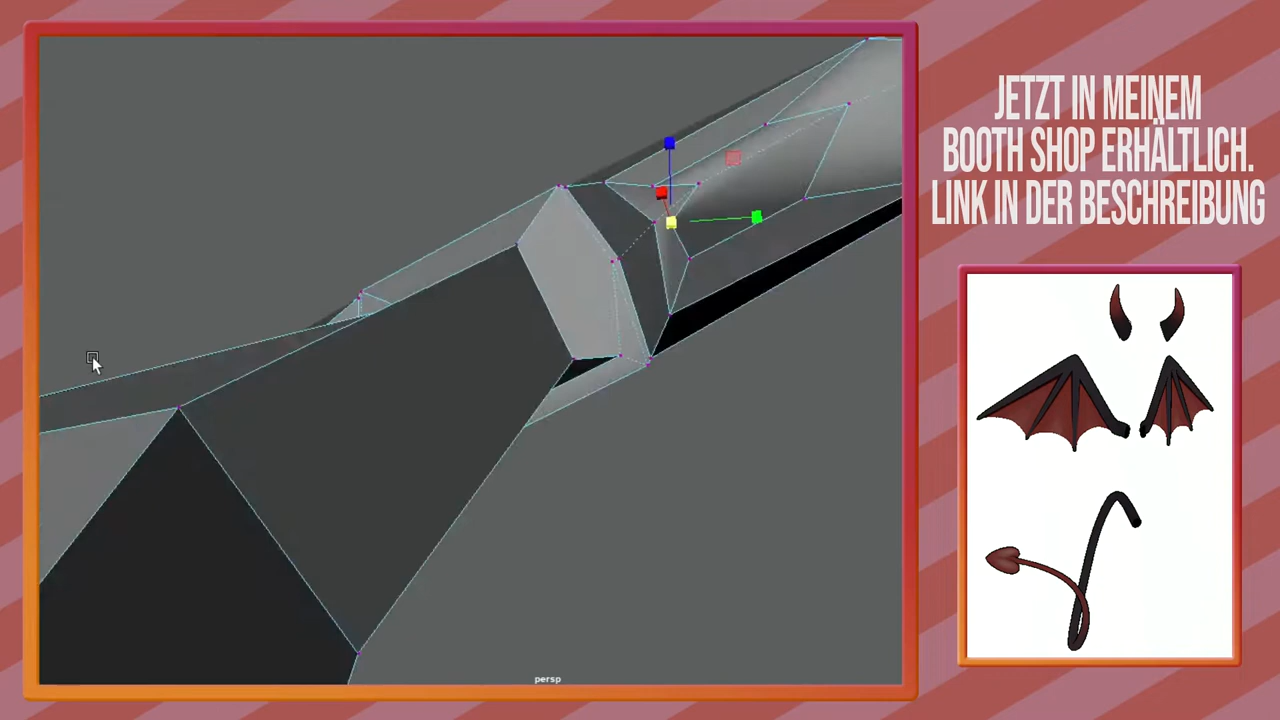 JETZT IN MEINEM
BOOTH SHOP ERHÄLTLICH.
LINK IN DER BESCHREIBUNG
persp